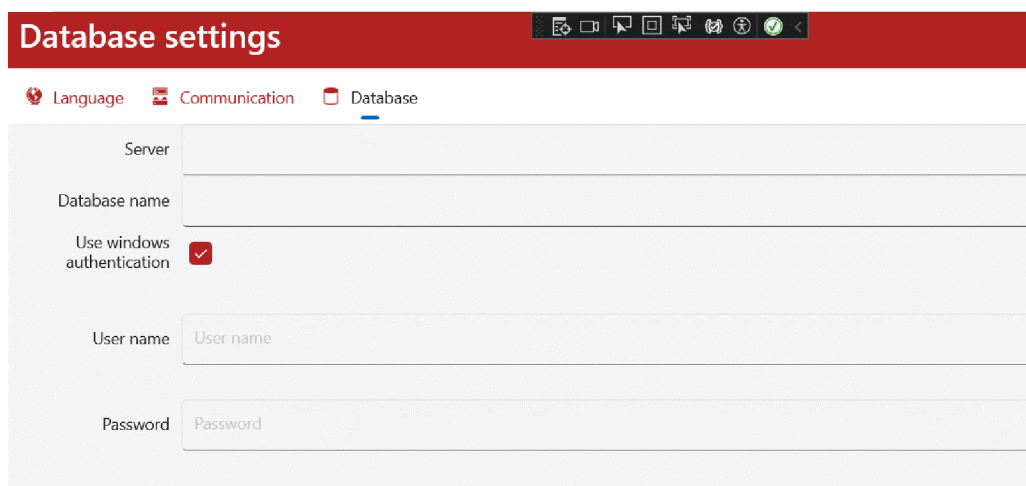 Database settings
Language Communication Database
Server
Database name
Use windows
authentication
User name User name
Password Password